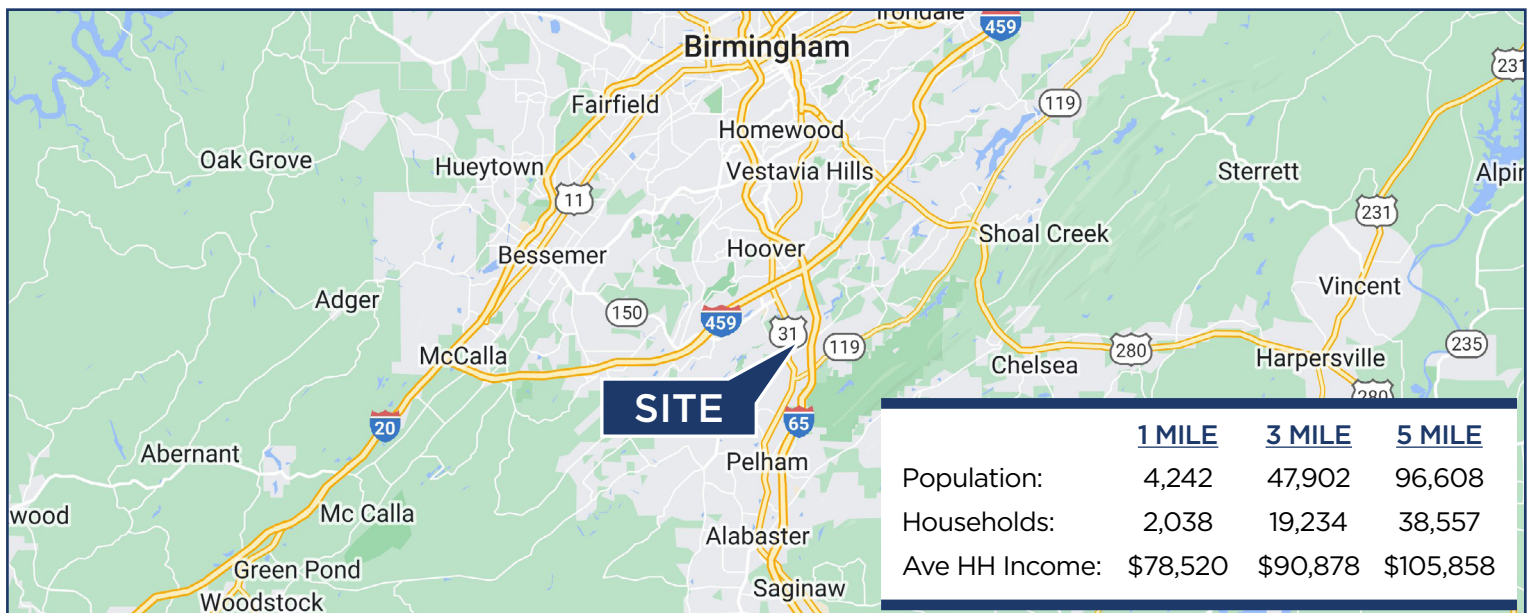 Irondale
459
Birmingham
231
Fairfield
119
Homewood
Oak Grove
Hueytown
Vestavia Hills
Sterrett
Alpin
11
231
Shoal Creek
Hoover
Bessemer
Vincent
Adger
150
459
31
119
280
235
McCalla
Chelsea
Harpersville
280
SITE
20
65
Abernant
Pelham
wood
Mc Calla
Alabaster
Green Pond
Saginaw
Woodstock
1 MILE 3 MILE 5 MILE
Population: 4,242 47,902 96,608
Households: 2,038 19,234 38,557
Ave HH Income: $78,520 $90,878 $105,858